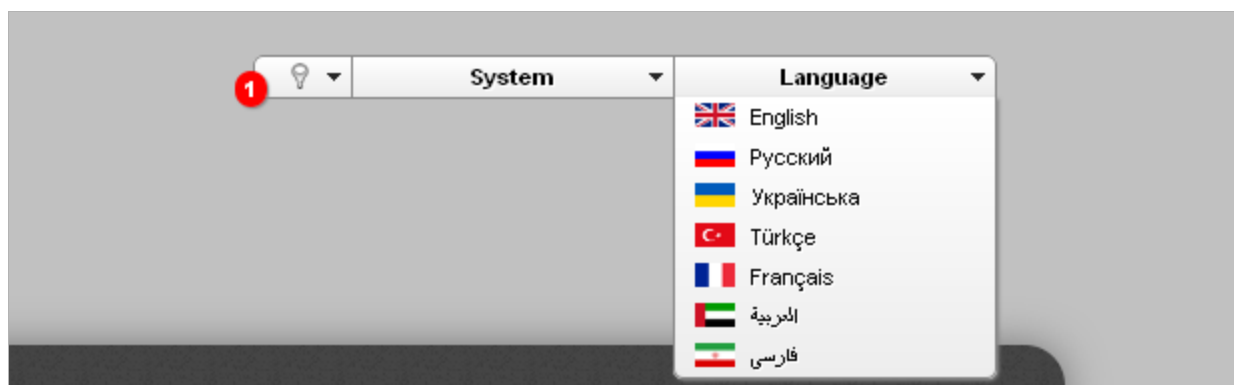 1
System
Language
English
Русский
Українська
Türkçe
Français
العربية
فارسی